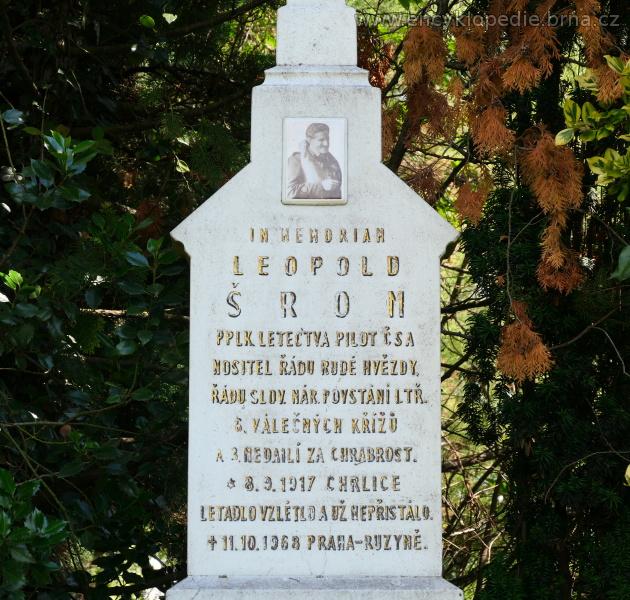 www.encyklopedie.brna.cz
IN MEMORIAM
LEOPOLD
ŠROM
PPLK LETECTVA PILOT ČSA
NOSITEL ŘÁDU RUDÉ HVĚZDY,
ŘÁDU SLOV. NÁR. POVSTÁNÍ I. TŘ.
6. VÁLEČNÝCH KŘÍŽŮ
A 3. MEDAILÍ ZA CHRABROST.
* 8.9.1917 CHRLICE
LETADLO VZLÉTLO A UŽ NEPŘISTÁLO.
† 11.10.1968 PRAHA-RUZYNĚ.